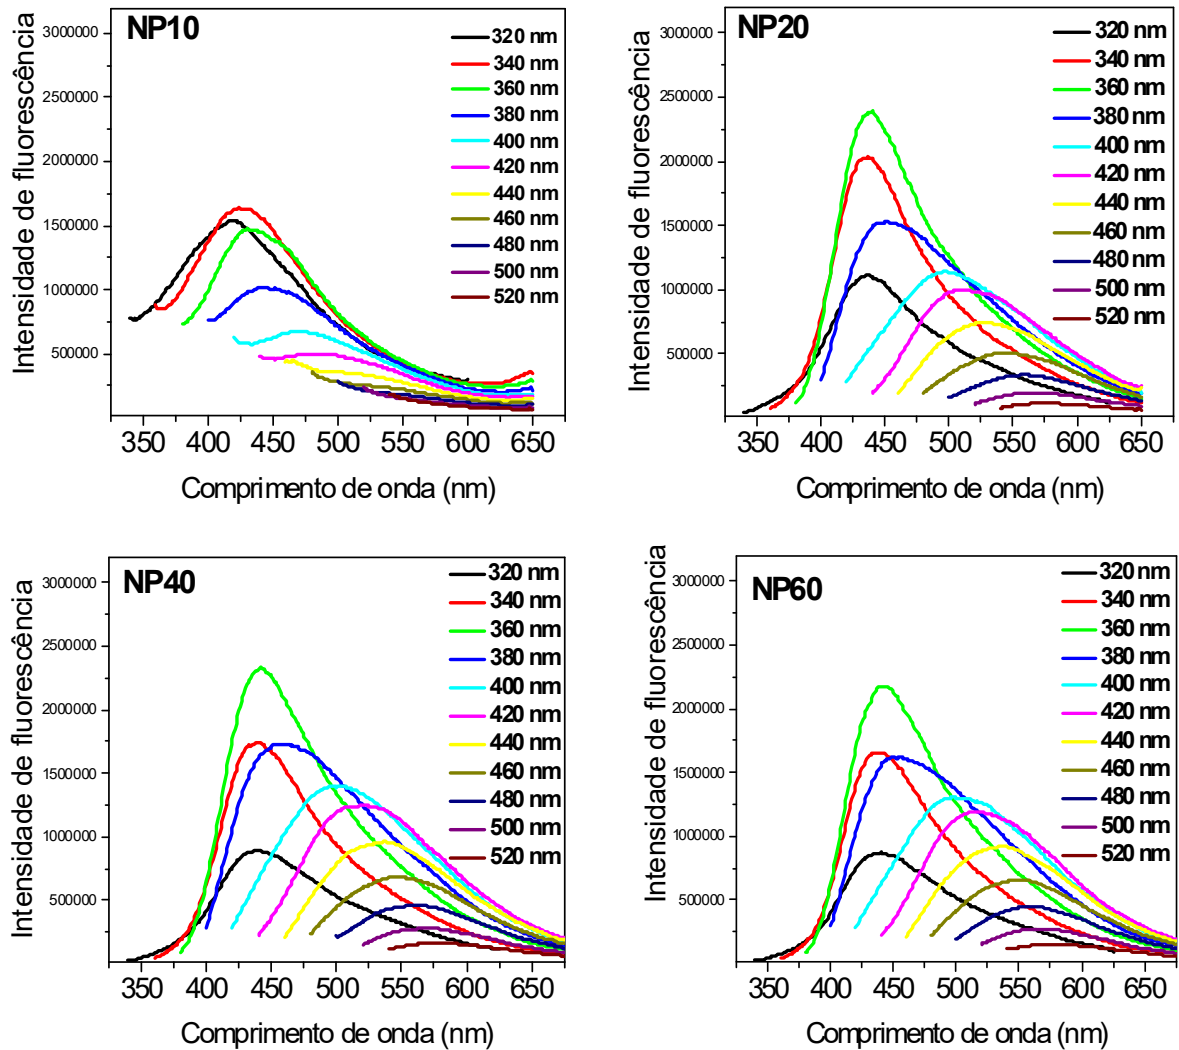 NP10
Intensidade de fluorescência
3000000
2500000
2000000
1500000
1000000
500000
320 nm
340 nm
360 nm
380 nm
400 nm
420 nm
440 nm
460 nm
480 nm
500 nm
520 nm
350 400 450 500 550 600 650
Comprimento de onda (nm)
NP20
Intensidade de fluorescência
3000000
2500000
2000000
1500000
1000000
500000
320 nm
340 nm
360 nm
380 nm
400 nm
420 nm
440 nm
460 nm
480 nm
500 nm
520 nm
350 400 450 500 550 600 650
Comprimento de onda (nm)
NP40
Intensidade de fluorescência
3000000
2500000
2000000
1500000
1000000
500000
320 nm
340 nm
360 nm
380 nm
400 nm
420 nm
440 nm
460 nm
480 nm
500 nm
520 nm
350 400 450 500 550 600 650
Comprimento de onda (nm)
NP60
Intensidade de fluorescência
3000000
2500000
2000000
1500000
1000000
500000
320 nm
340 nm
360 nm
380 nm
400 nm
420 nm
440 nm
460 nm
480 nm
500 nm
520 nm
350 400 450 500 550 600 650
Comprimento de onda (nm)